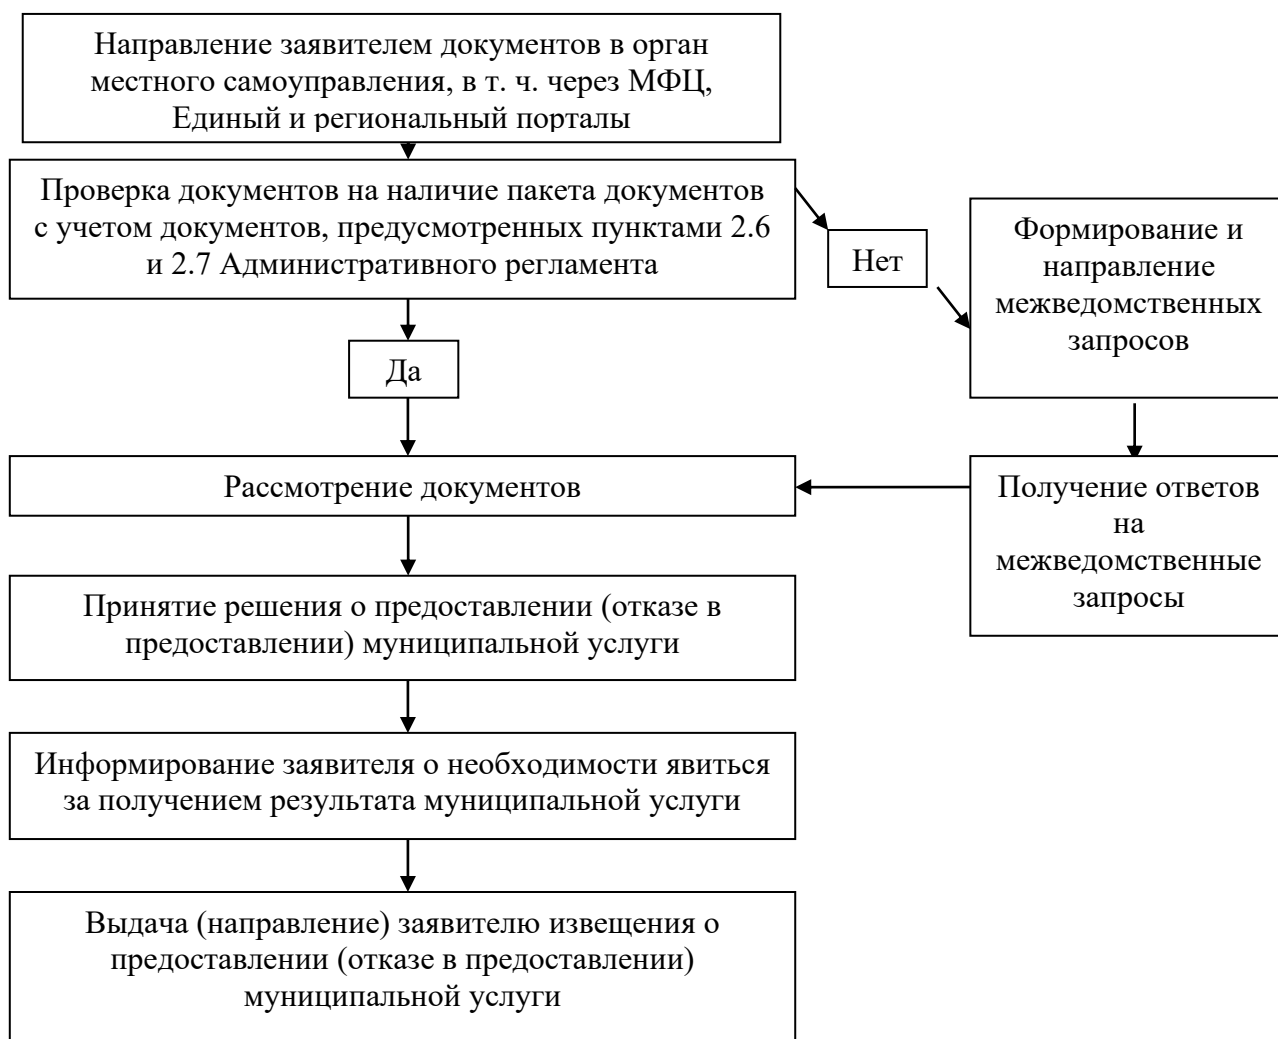 Направление заявителем документов в орган
местного самоуправления, в т. ч. через МФЦ,
Единый и региональный порталы
Проверка документов на наличие пакета документов
с учетом документов, предусмотренных пунктами 2.6
и 2.7 Административного регламента
Нет
Формирование и
направление
межведомственных
запросов
Да
Рассмотрение документов
Получение ответов
на
межведомственные
запросы
Принятие решения о предоставлении (отказе в
предоставлении) муниципальной услуги
Информирование заявителя о необходимости явиться
за получением результата муниципальной услуги
Выдача (направление) заявителю извещения о
предоставлении (отказе в предоставлении)
муниципальной услуги